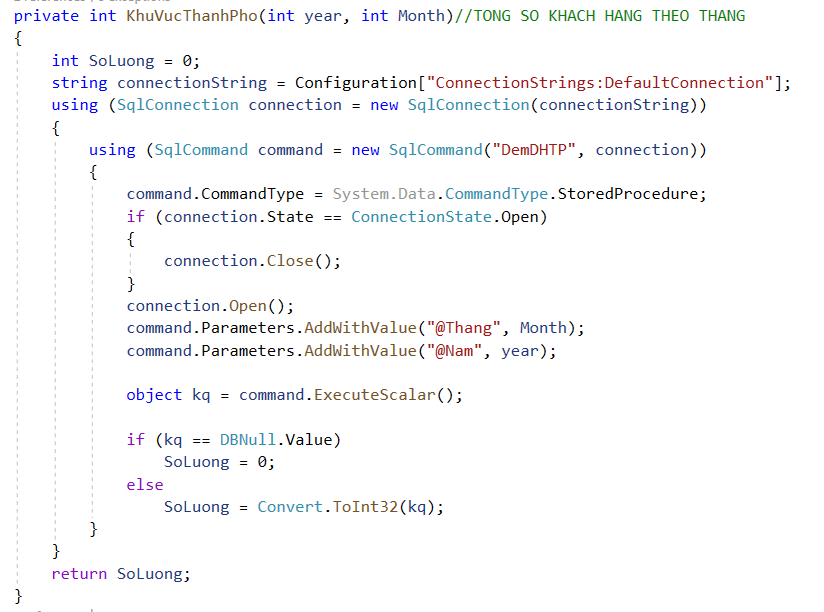 private int KhuVucThanhPho(int year, int Month)//TONG SO KHACH HANG THEO THANG
{
    int SoLuong = 0;
    string connectionString = Configuration["ConnectionStrings:DefaultConnection"];
    using (SqlConnection connection = new SqlConnection(connectionString))
    {
        using (SqlCommand command = new SqlCommand("DemDHTP", connection))
        {
            command.CommandType = System.Data.CommandType.StoredProcedure;
            if (connection.State == ConnectionState.Open)
            {
                connection.Close();
            }
            connection.Open();
            command.Parameters.AddWithValue("@Thang", Month);
            command.Parameters.AddWithValue("@Nam", year);

            object kq = command.ExecuteScalar();

            if (kq == DBNull.Value)
                SoLuong = 0;
            else
                SoLuong = Convert.ToInt32(kq);
        }
    }
    return SoLuong;
}